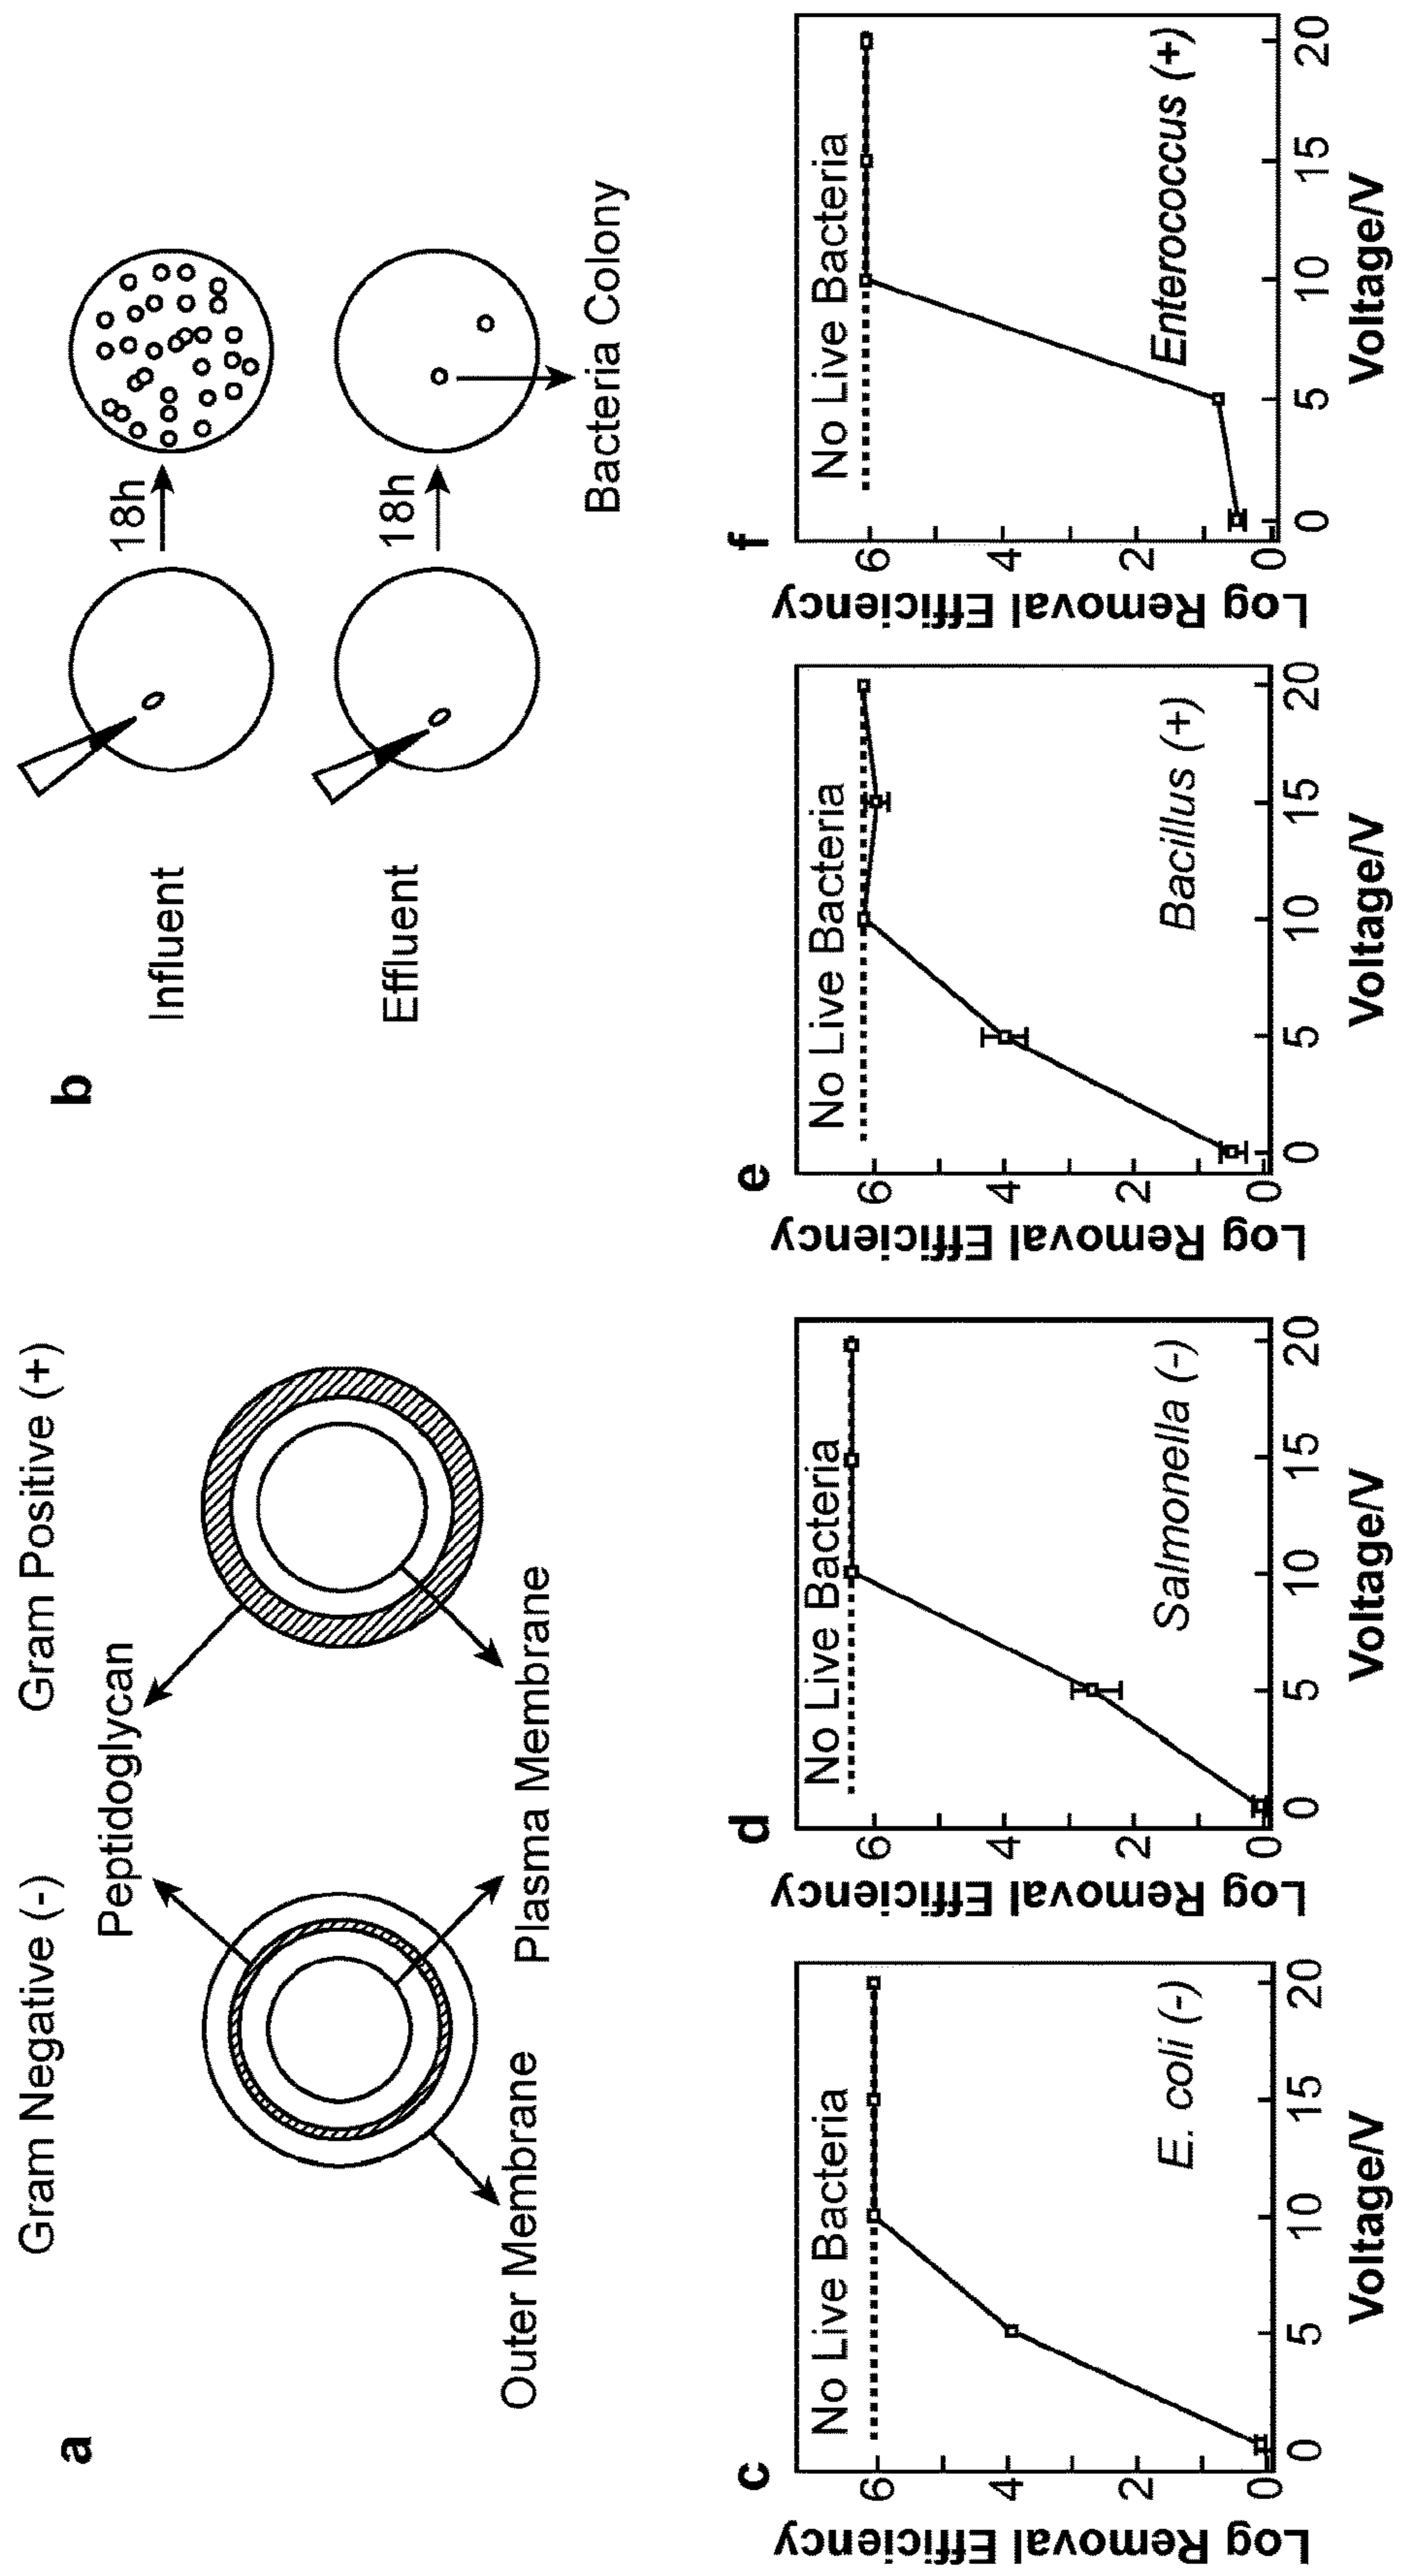 a
Gram Negative (-)
Gram Positive (+)
Peptidoglycan
Outer Membrane
Plasma Membrane
b
Influent
18h
Effluent
18h
Bacteria Colony
c
Log Removal Efficiency
6
4
2
0
No Live Bacteria
E. coli (-)
0 5 10 15 20
Voltage/V
d
Log Removal Efficiency
6
4
2
0
No Live Bacteria
Salmonella (-)
0 5 10 15 20
Voltage/V
e
Log Removal Efficiency
6
4
2
0
No Live Bacteria
Bacillus (+)
0 5 10 15 20
Voltage/V
f
Log Removal Efficiency
6
4
2
0
No Live Bacteria
Enterococcus (+)
0 5 10 15 20
Voltage/V